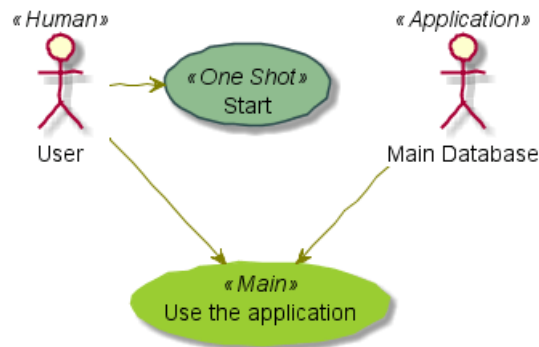 «Human»
User
«One Shot»
Start
«Application»
Main Database
«Main»
Use the application